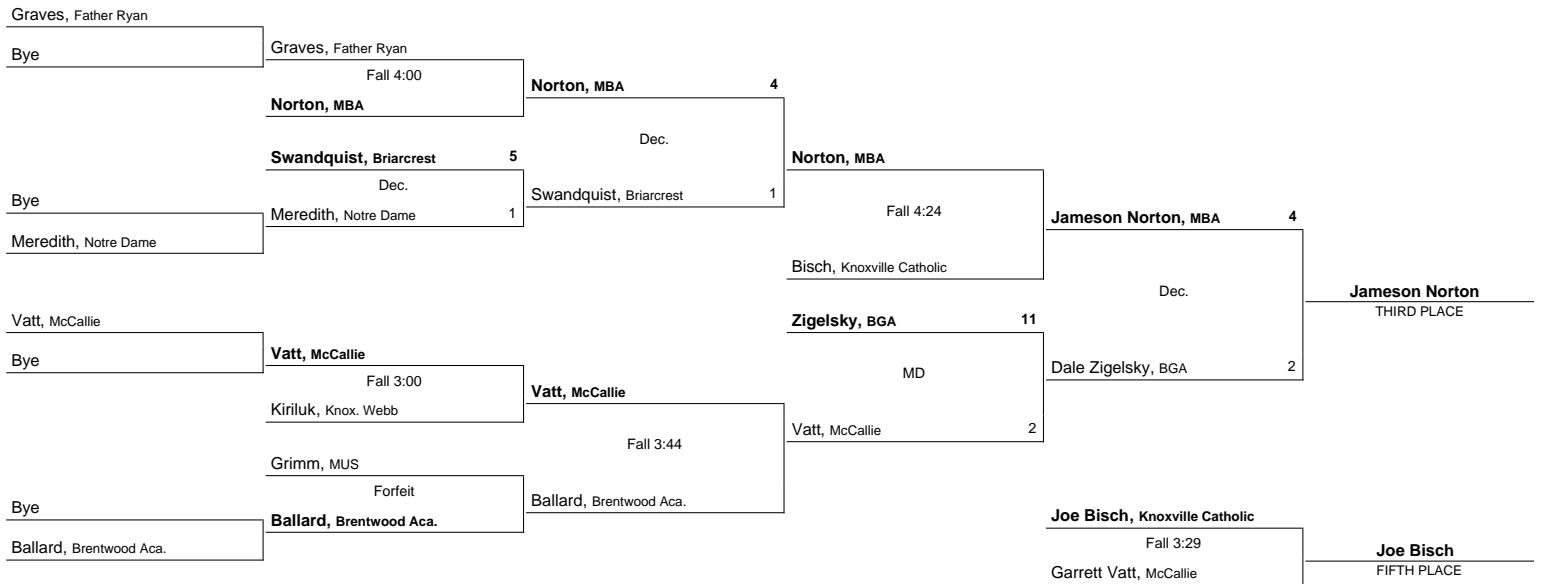 Graves, Father Ryan
Bye
Graves, Father Ryan
Fall 4:00
Norton, MBA
Norton, MBA 4
Dec.
Swandquist, Briarcrest 5
Dec.
Meredith, Notre Dame 1
Swandquist, Briarcrest 1
Bye
Meredith, Notre Dame
Norton, MBA
Fall 4:24
Bisch, Knoxville Catholic
Jameson Norton, MBA 4
Dec.
Jameson Norton
THIRD PLACE
Vatt, McCallie
Bye
Vatt, McCallie
Fall 3:00
Kiriluk, Knox. Webb
Vatt, McCallie
Fall 3:44
Zigelsky, BGA 11
MD
Vatt, McCallie 2
Dale Zigelsky, BGA 2
Grimm, MUS
Forfeit
Ballard, Brentwood Aca.
Ballard, Brentwood Aca.
Bye
Ballard, Brentwood Aca.
Joe Bisch, Knoxville Catholic
Fall 3:29
Garrett Vatt, McCallie
Joe Bisch
FIFTH PLACE